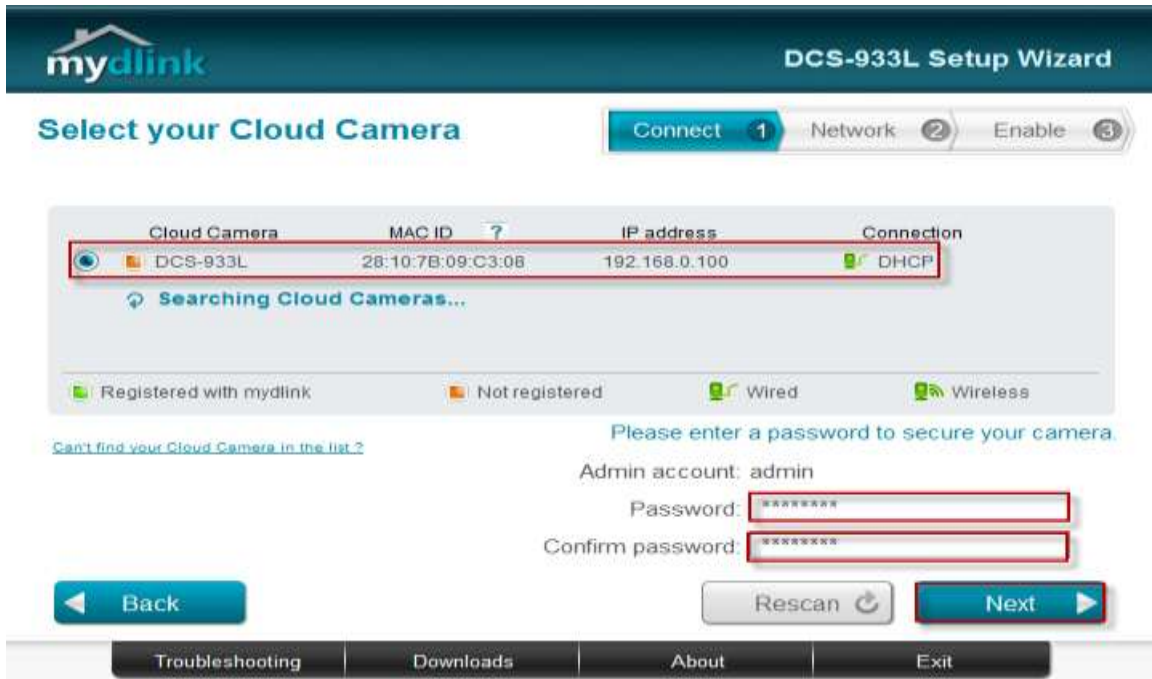 mydlink
DCS-933L Setup Wizard
Select your Cloud Camera
Connect 1 Network 2 Enable 3
Cloud Camera MAC ID ? IP address Connection
DCS-933L 28:10:7B:09:C3:08 192.168.0.100 DHCP
Searching Cloud Cameras...
Registered with mydlink Not registered Wired Wireless
Can't find your Cloud Camera in the list ?
Please enter a password to secure your camera.
Admin account: admin
Password: ********
Confirm password: ********
Back Rescan Next
Troubleshooting Downloads About Exit